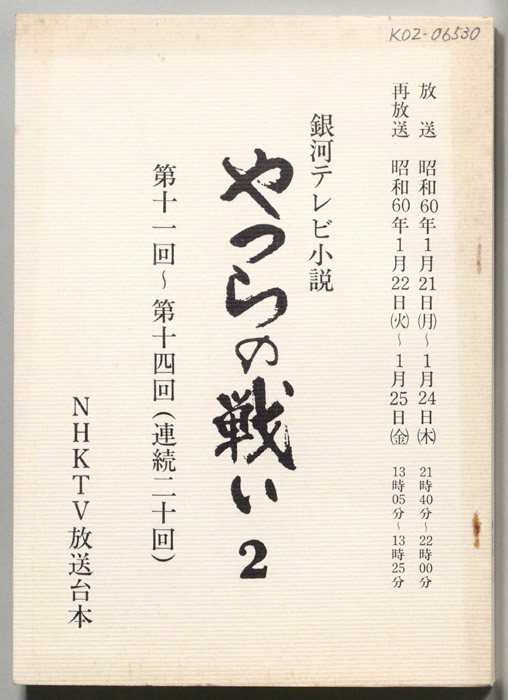 K02-06530
放送 昭和60年1月21日(月)～1月24日(木) 21時40分～22時00分
再放送 昭和60年1月22日(火)～1月25日(金) 13時05分～13時25分
銀河テレビ小説
やつらの戦い 2
第十一回～第十四回(連続二十回)
NHKTV放送台本